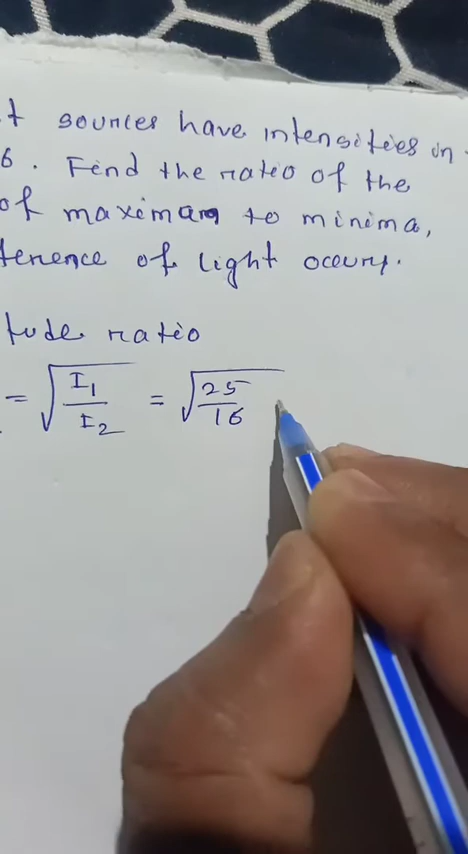 t sources have intensities in
6. Find the ratio of the
of maximam to minima,
ference of light occurs.
tude ratio
= √(I₁/I₂) = √(25/16)